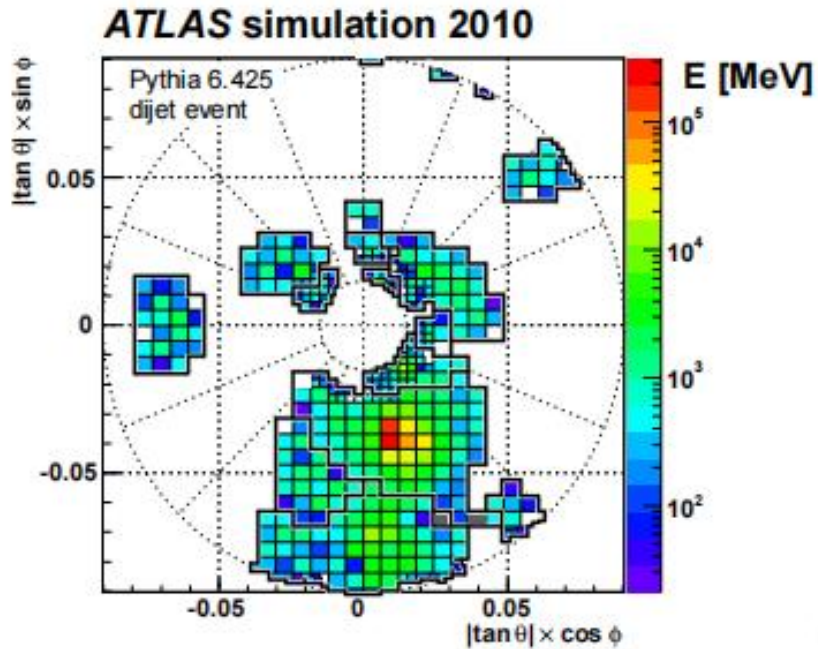 ATLAS simulation 2010
Pythia 6.425
dijet event
E [MeV]
10^5
10^4
10^3
10^2
|tan θ| × sin ϕ
0.05
0
-0.05
-0.05
0
0.05
|tan θ| × cos ϕ